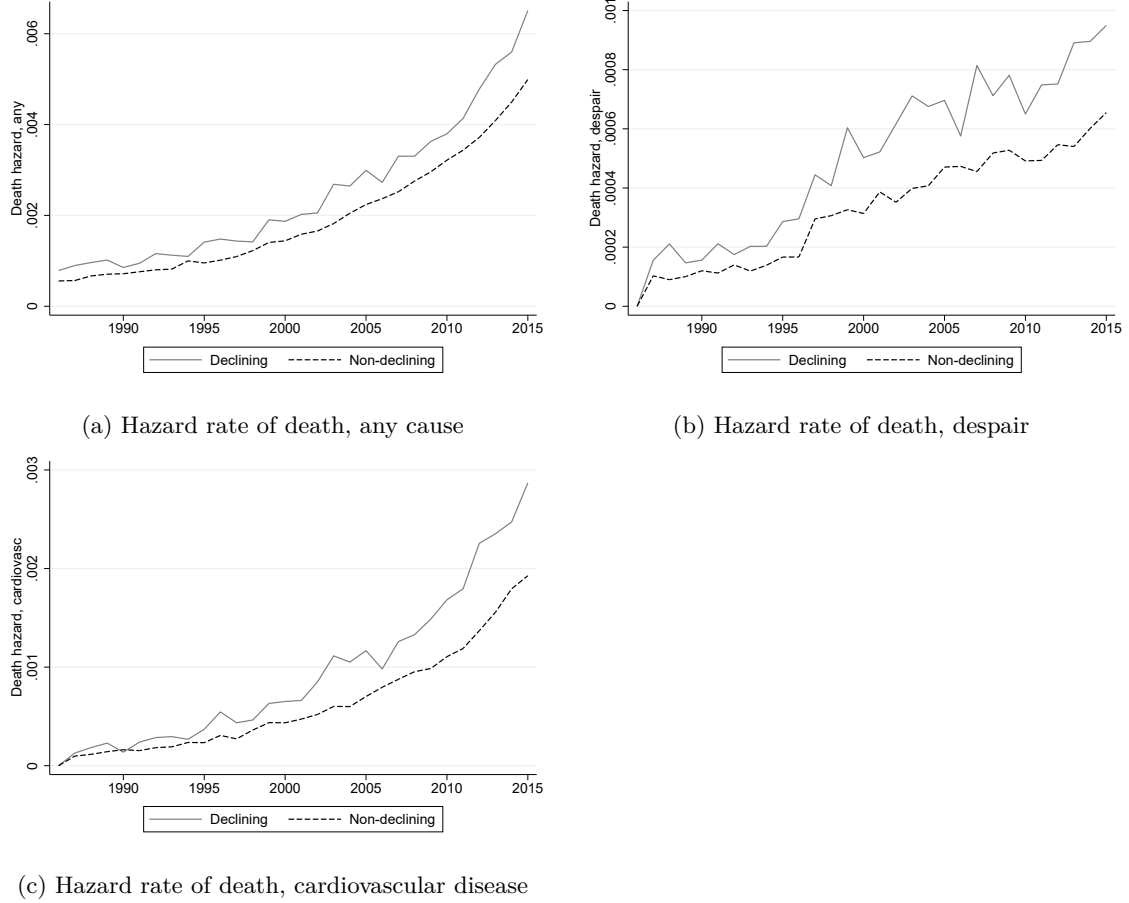 Death hazard, any
.006
.004
.002
0
1990 1995 2000 2005 2010 2015
Declining Non-declining
(a) Hazard rate of death, any cause
Death hazard, despair
.001
.0008
.0006
.0004
.0002
0
1990 1995 2000 2005 2010 2015
Declining Non-declining
(b) Hazard rate of death, despair
Death hazard, cardiovasc
.003
.002
.001
0
1990 1995 2000 2005 2010 2015
Declining Non-declining
(c) Hazard rate of death, cardiovascular disease